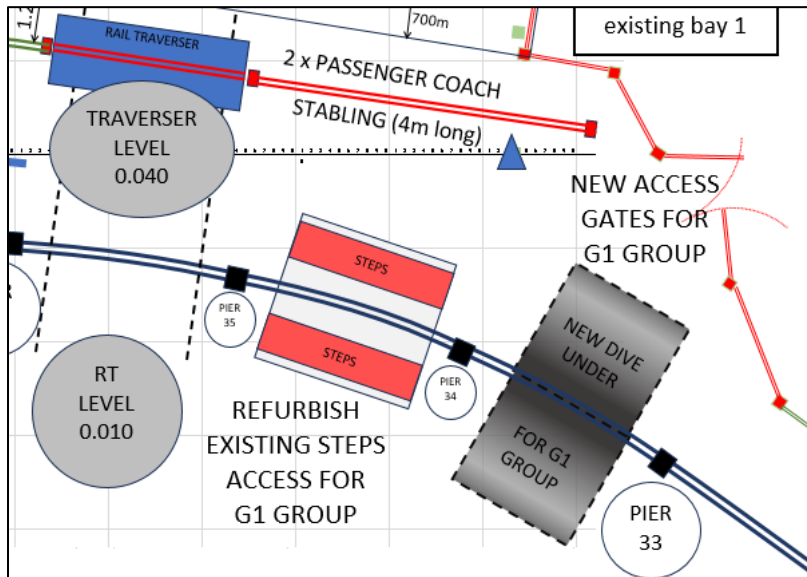 1.2
700m
existing bay 1
RAIL TRAVERSER
2 x PASSENGER COACH
STABLING (4m long)
TRAVERSER
LEVEL
0.040
NEW ACCESS
GATES FOR
G1 GROUP
STEPS
STEPS
PIER
35
PIER
34
NEW DIVE
UNDER
FOR G1
GROUP
RT
LEVEL
0.010
REFURBISH
EXISTING STEPS
ACCESS FOR
G1 GROUP
PIER
33